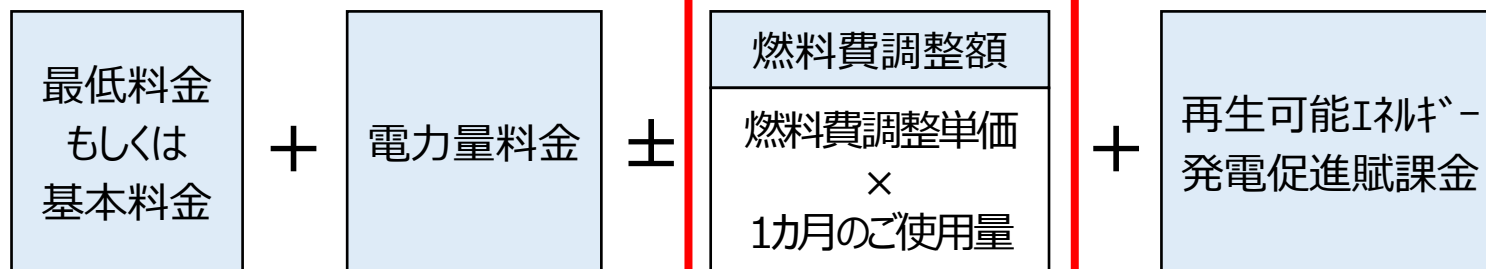 最低料金
もしくは
基本料金
＋
電力量料金
±
燃料費調整額
燃料費調整単価
×
1カ月のご使用量
＋
再生可能ｴﾈﾙｷﾞｰ
発電促進賦課金